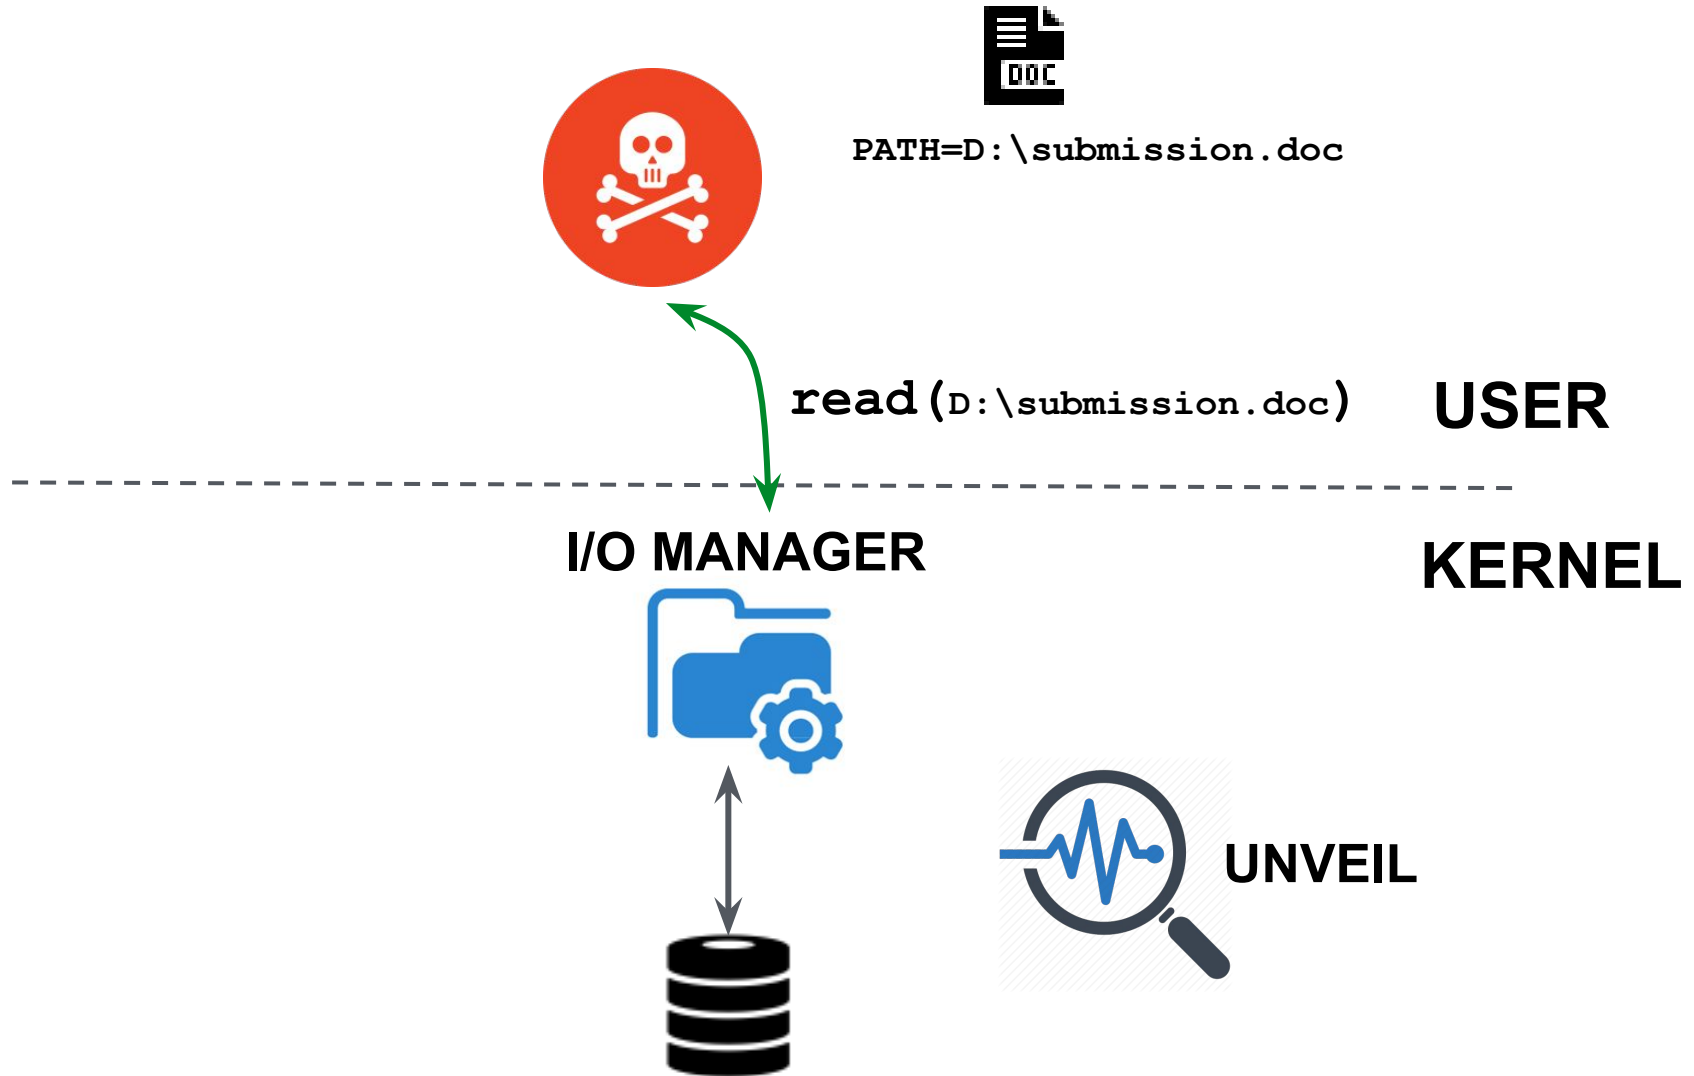 DOC
PATH=D:\submission.doc
read(D:\submission.doc)
USER
I/O MANAGER
KERNEL
UNVEIL